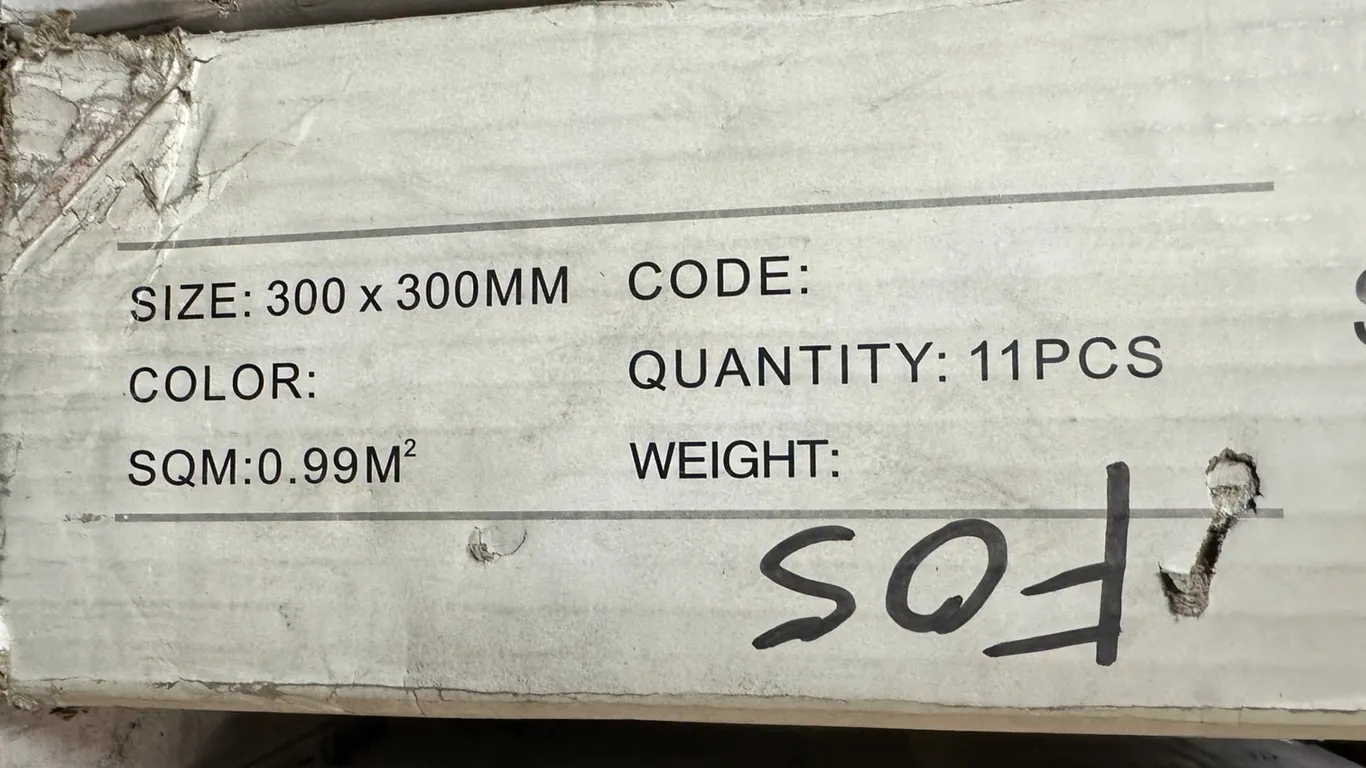 SIZE: 300 x 300MM
CODE:
COLOR:
QUANTITY: 11PCS
SQM:0.99M²
WEIGHT:
FOS